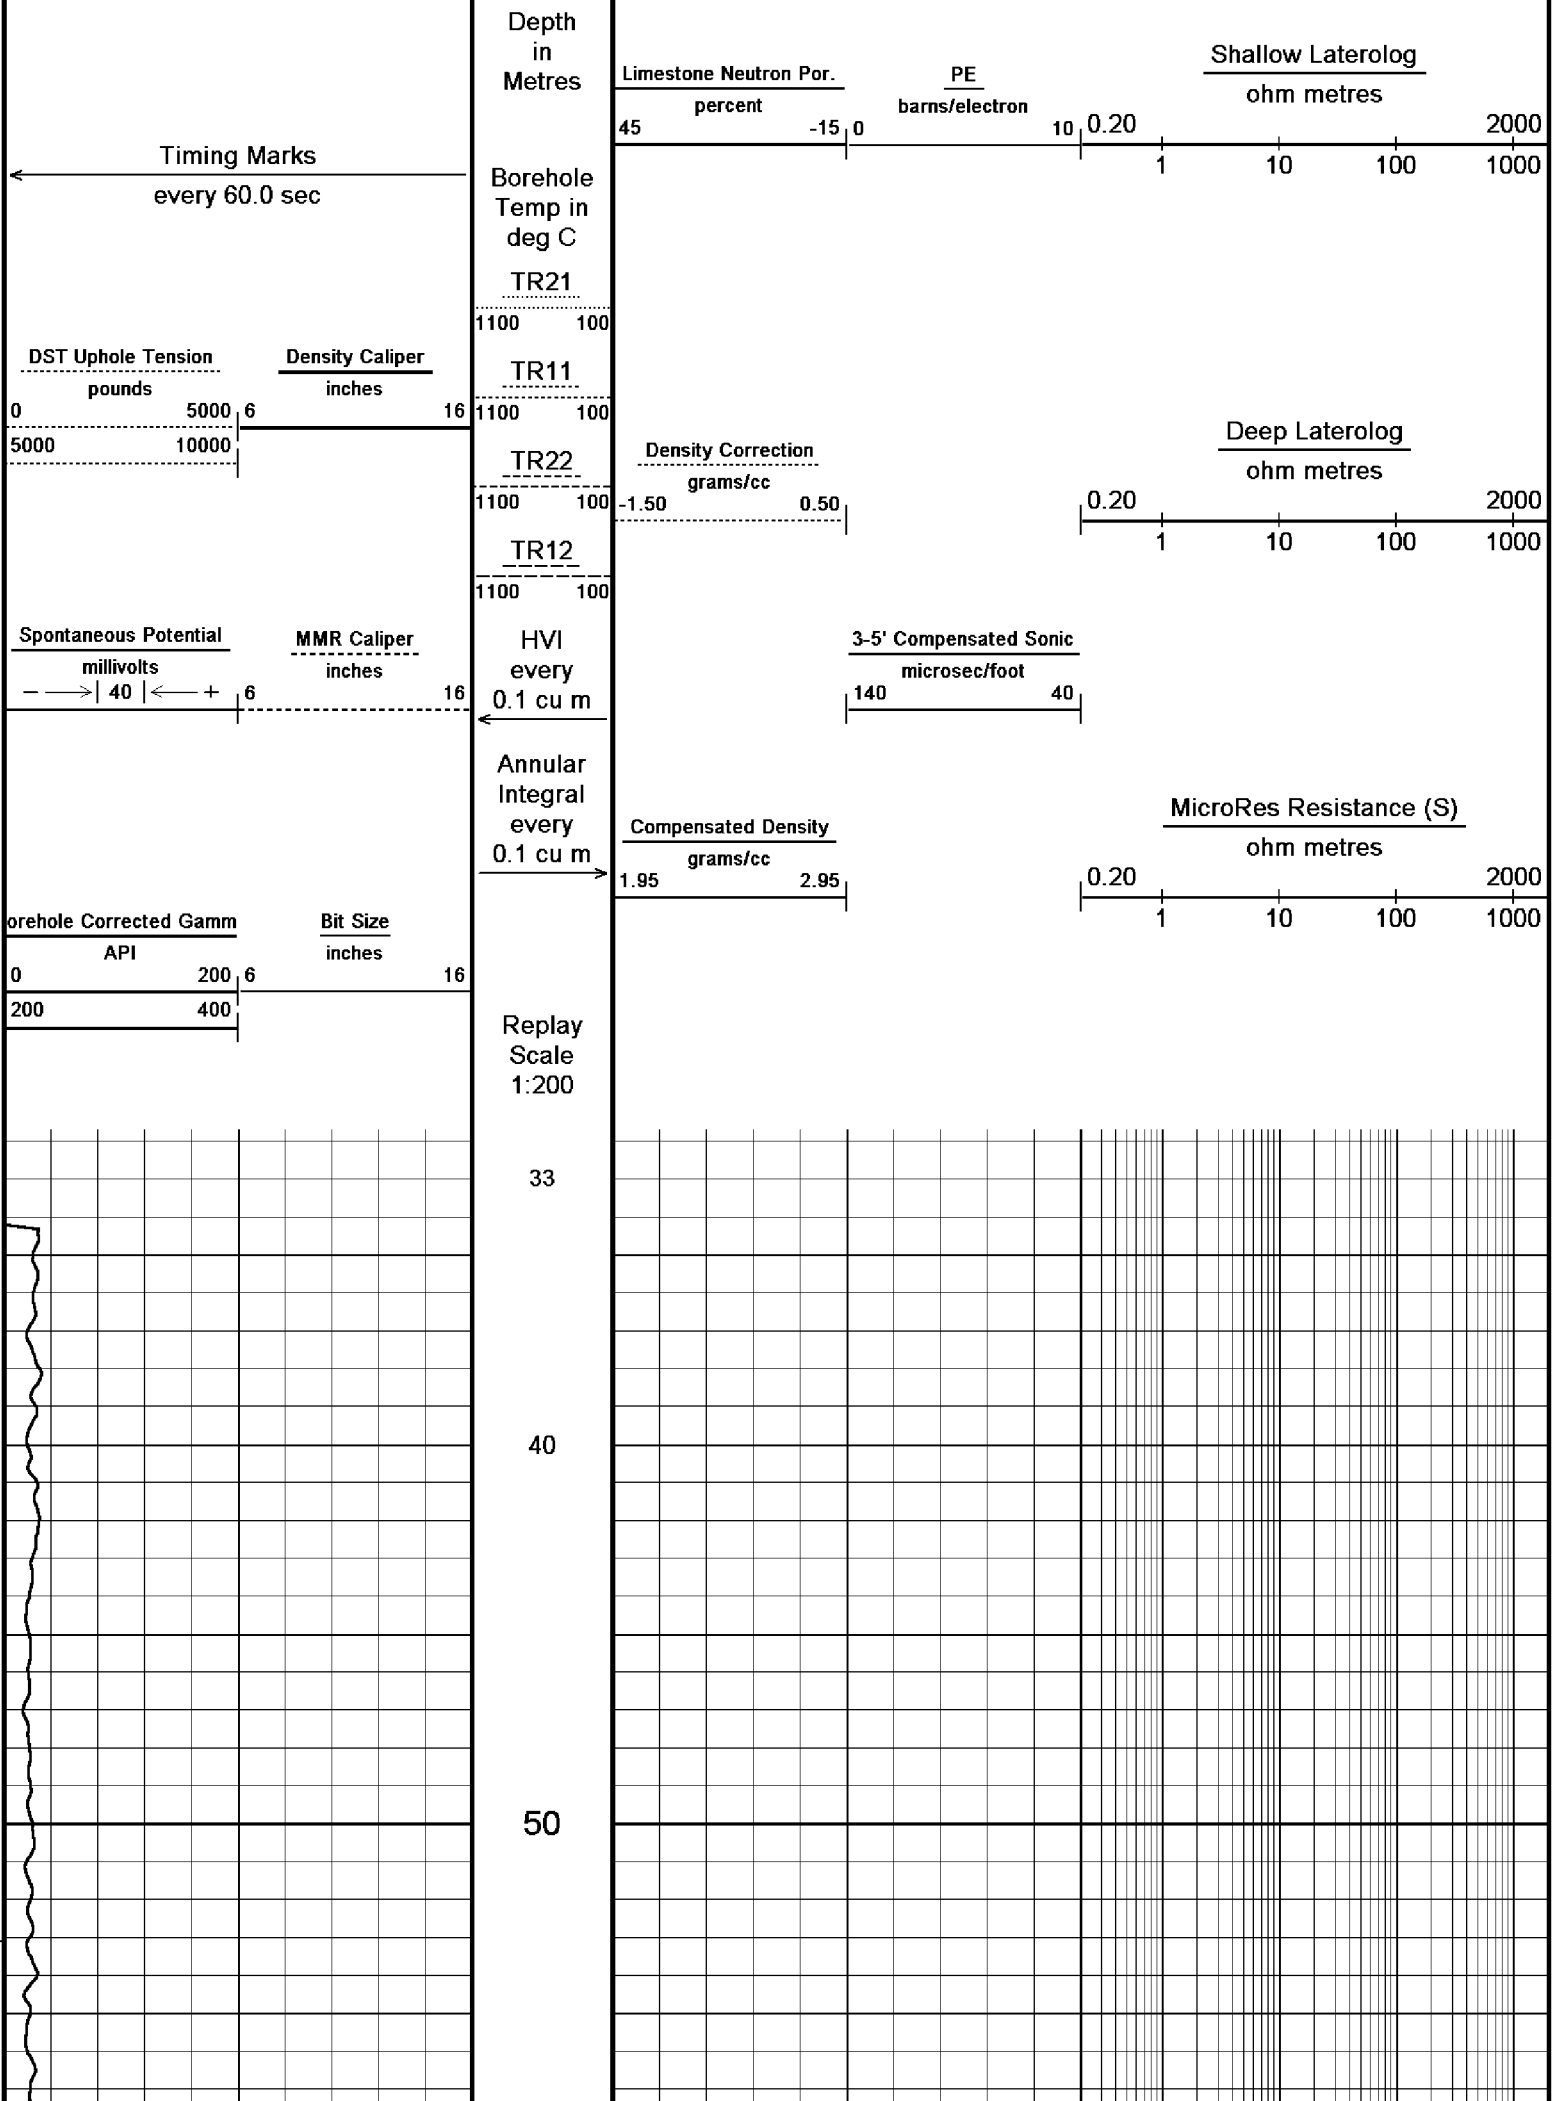 Timing Marks
every 60.0 sec
DST Uphole Tension
pounds
0 5000
5000 10000
Density Caliper
inches
6 16
Spontaneous Potential
millivolts
− ⟶| 40 |⟵ +
MMR Caliper
inches
6 16
orehole Corrected Gamm
API
0 200
200 400
Bit Size
inches
6 16
Depth
in
Metres
Borehole
Temp in
deg C
TR21
1100 100
TR11
1100 100
TR22
1100 100
TR12
1100 100
HVI
every
0.1 cu m
Annular
Integral
every
0.1 cu m
Replay
Scale
1:200
33
40
50
Limestone Neutron Por.
percent
45 -15
PE
barns/electron
0 10
Shallow Laterolog
ohm metres
0.20 2000
1 10 100 1000
Density Correction
grams/cc
-1.50 0.50
Deep Laterolog
ohm metres
0.20 2000
1 10 100 1000
3-5' Compensated Sonic
microsec/foot
140 40
Compensated Density
grams/cc
1.95 2.95
MicroRes Resistance (S)
ohm metres
0.20 2000
1 10 100 1000